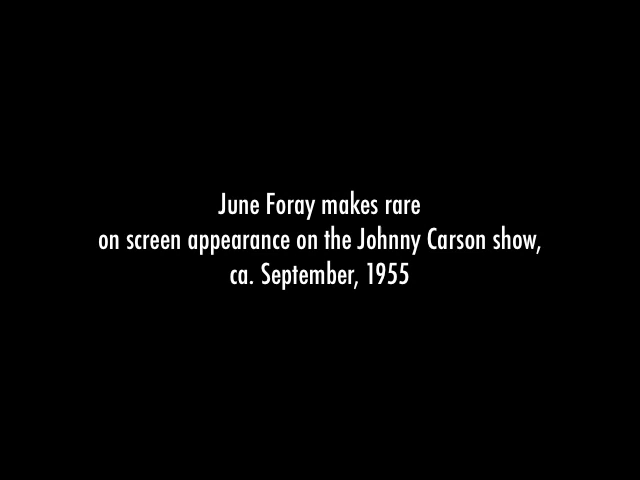 June Foray makes rare
on screen appearance on the Johnny Carson show,
ca. September, 1955